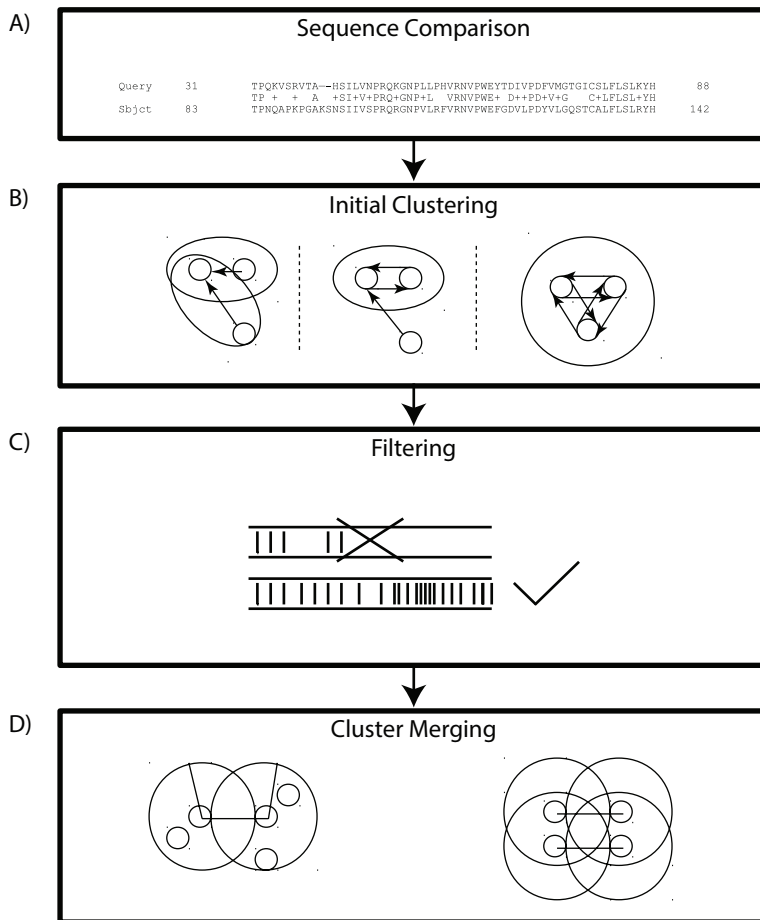 A)
Sequence Comparison
Query 31 TPQKVSRVTA--HSILVNPRQKGNPLLPHVRNVPWEYTDIVPDFVMGTGICSLFLSLKYH 88
TP + + A +SI+V+PRQ+GNP+L VRNVPWE+ D++PD+V+G C+LFLSL+YH
Sbjct 83 TPNQAPKPGAKSNSIIVSPRQRGNPVLRFVRNVPWEFGDVLPDYVLGQSTCALFLSLRYH 142
B)
Initial Clustering
C)
Filtering
D)
Cluster Merging